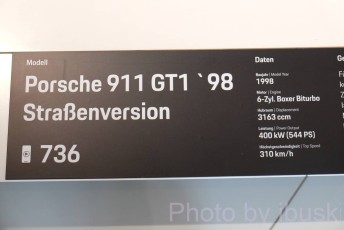 Modell
Porsche 911 GT1 `98
Straßenversion
736
Daten
Baujahr | Model Year
1998
Motor | Engine
6-Zyl. Boxer Biturbo
Hubraum | Displacement
3163 ccm
Leistung | Power Output
400 kW (544 PS)
Höchstgeschwindigkeit | Top Speed
310 km/h
Photo by jbusk